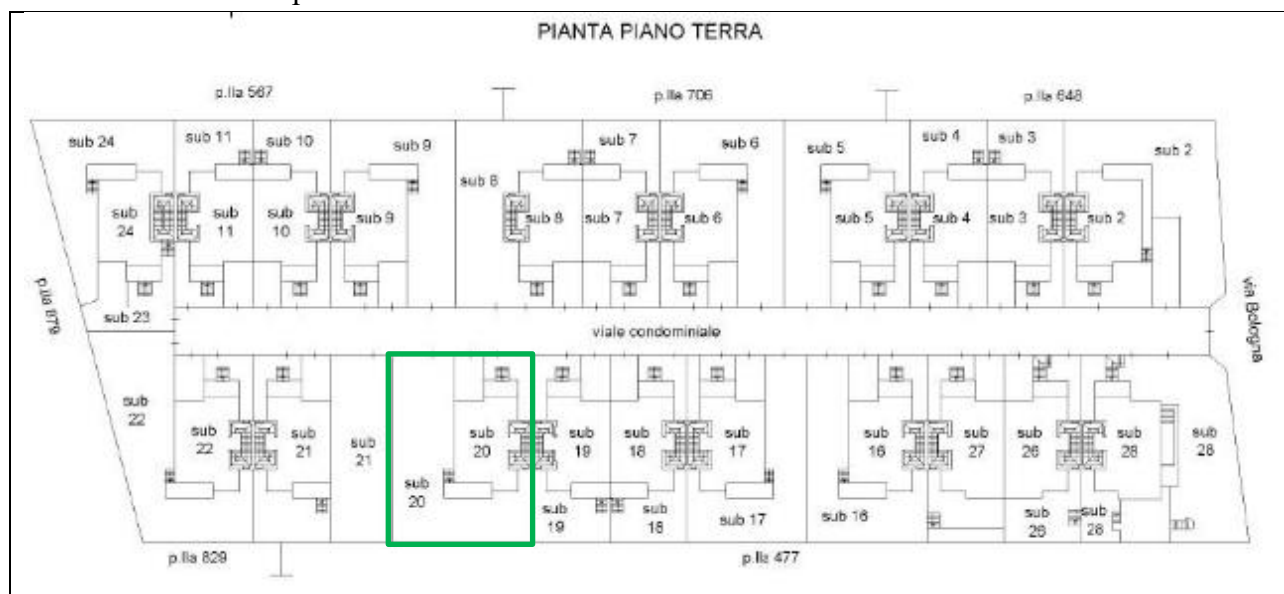 PIANTA PIANO TERRA
p.lla 567
p.lla 706
p.lla 648
sub 24
sub 11
sub 10
sub 9
sub 8
sub 7
sub 6
sub 5
sub 4
sub 3
sub 2
sub
24
sub
11
sub
10
sub 9
sub 8
sub 7
sub 6
sub 5
sub 4
sub 3
sub 2
p.lla 879
sub 23
viale condominiale
via Bologna
sub
22
sub
22
sub
21
sub
21
sub
20
sub
20
sub
19
sub
18
sub
17
sub
16
sub
27
sub
26
sub
28
sub
28
sub
19
sub
18
sub 17
sub 16
sub
26
sub
28
p.lla 829
p.lla 477